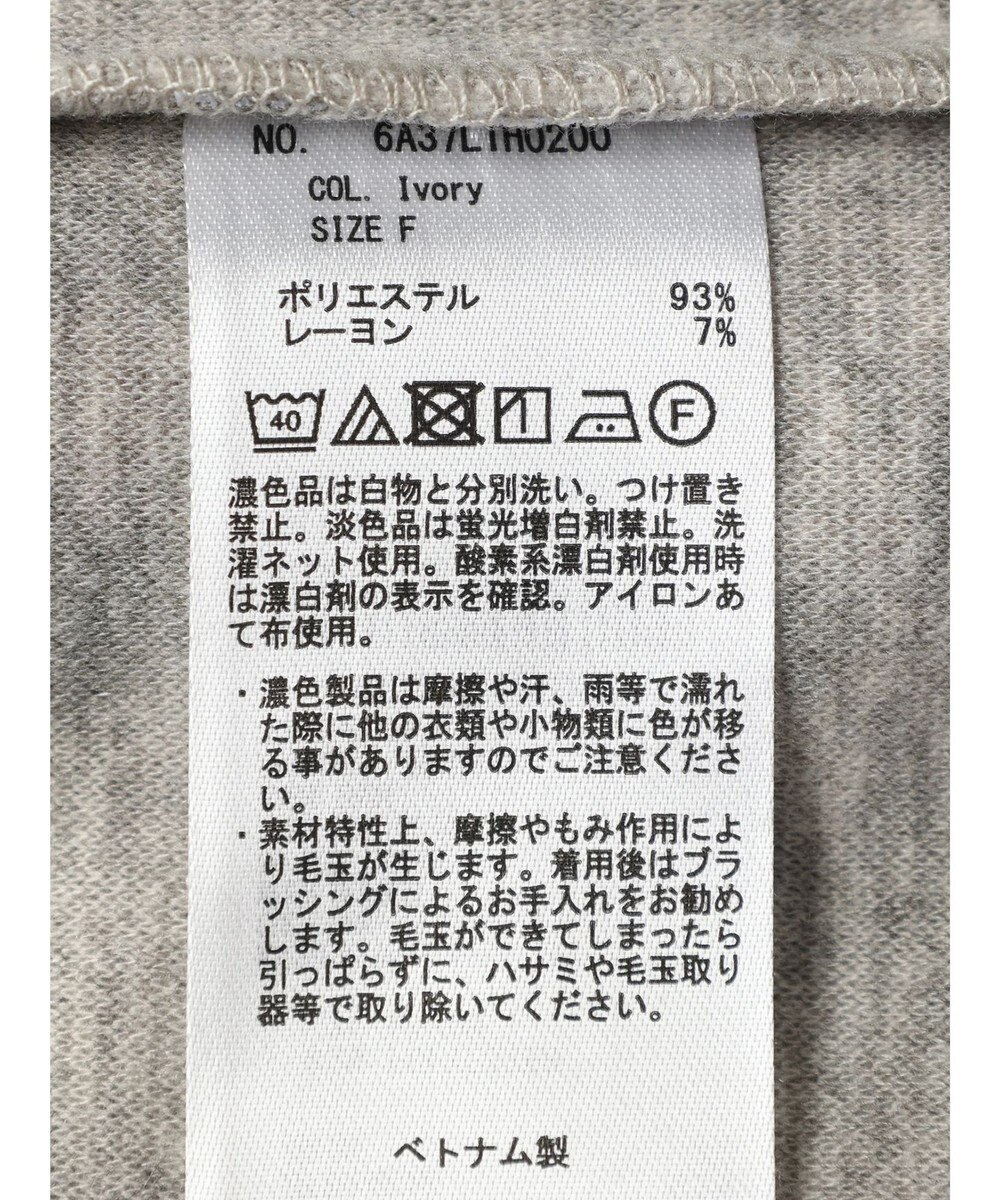 NO. 6A37L1H0200
COL. Ivory
SIZE F
ポリエステル 93%
レーヨン 7%
40 F
濃色品は白物と分別洗い。つけ置き
禁止。淡色品は蛍光増白剤禁止。洗
濯ネット使用。酸素系漂白剤使用時
は漂白剤の表示を確認。アイロンあ
て布使用。
・濃色製品は摩擦や汗、雨等で濡れ
た際に他の衣類や小物類に色が移
る事がありますのでご注意くださ
い。
・素材特性上、摩擦やもみ作用によ
り毛玉が生じます。着用後はブラ
ッシングによるお手入れをお勧め
します。毛玉ができてしまったら
引っぱらずに、ハサミや毛玉取り
器等で取り除いてください。
ベトナム製